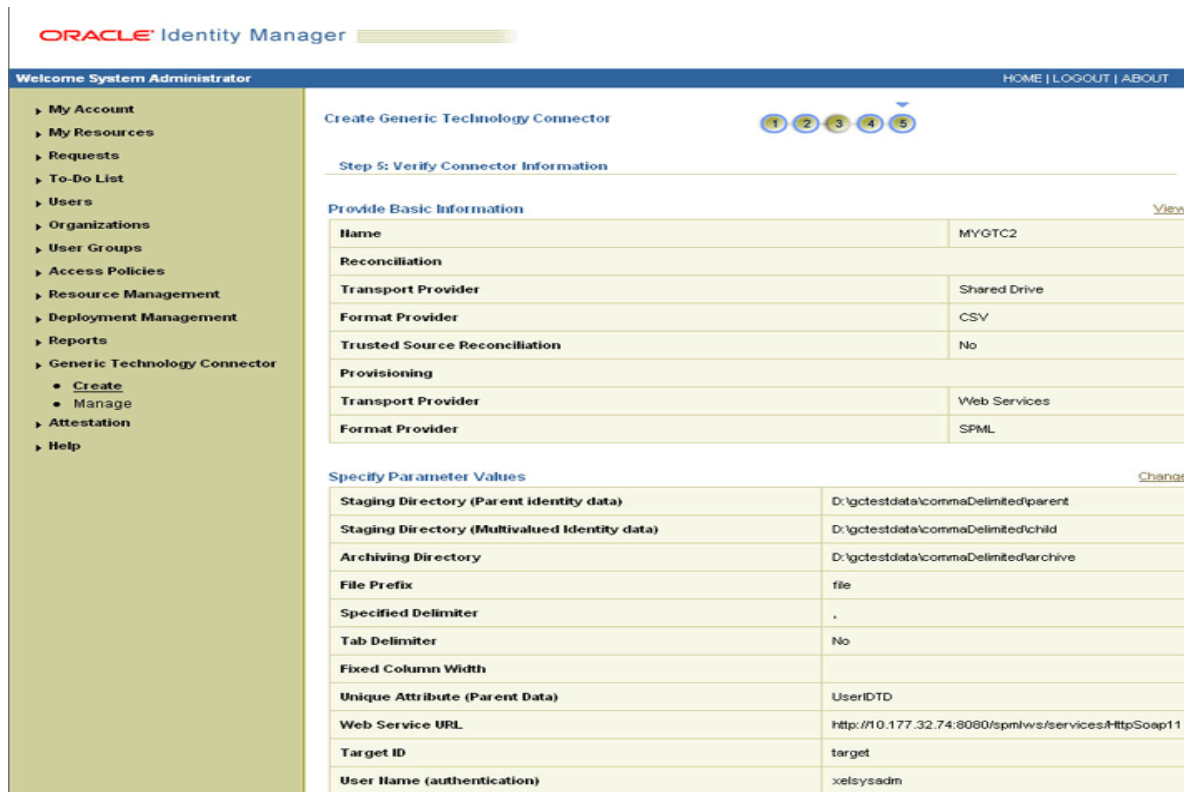 ORACLE Identity Manager
Welcome System Administrator
HOME | LOGOUT | ABOUT
My Account
My Resources
Requests
To-Do List
Users
Organizations
User Groups
Access Policies
Resource Management
Deployment Management
Reports
Generic Technology Connector
Create
Manage
Attestation
Help
Create Generic Technology Connector
1 2 3 4 5
Step 5: Verify Connector Information
Provide Basic Information View
Name MYGTC2
Reconciliation
Transport Provider Shared Drive
Format Provider CSV
Trusted Source Reconciliation No
Provisioning
Transport Provider Web Services
Format Provider SPML
Specify Parameter Values Change
Staging Directory (Parent identity data) D:\gctestdata\commaDelimited\parent
Staging Directory (Multivalued Identity data) D:\gctestdata\commaDelimited\child
Archiving Directory D:\gctestdata\commaDelimited\archive
File Prefix file
Specified Delimiter ,
Tab Delimiter No
Fixed Column Width
Unique Attribute (Parent Data) UserIDTD
Web Service URL http://10.177.32.74:8080/spmlws/services/HttpSoap11
Target ID target
User Name (authentication) xelsysadm